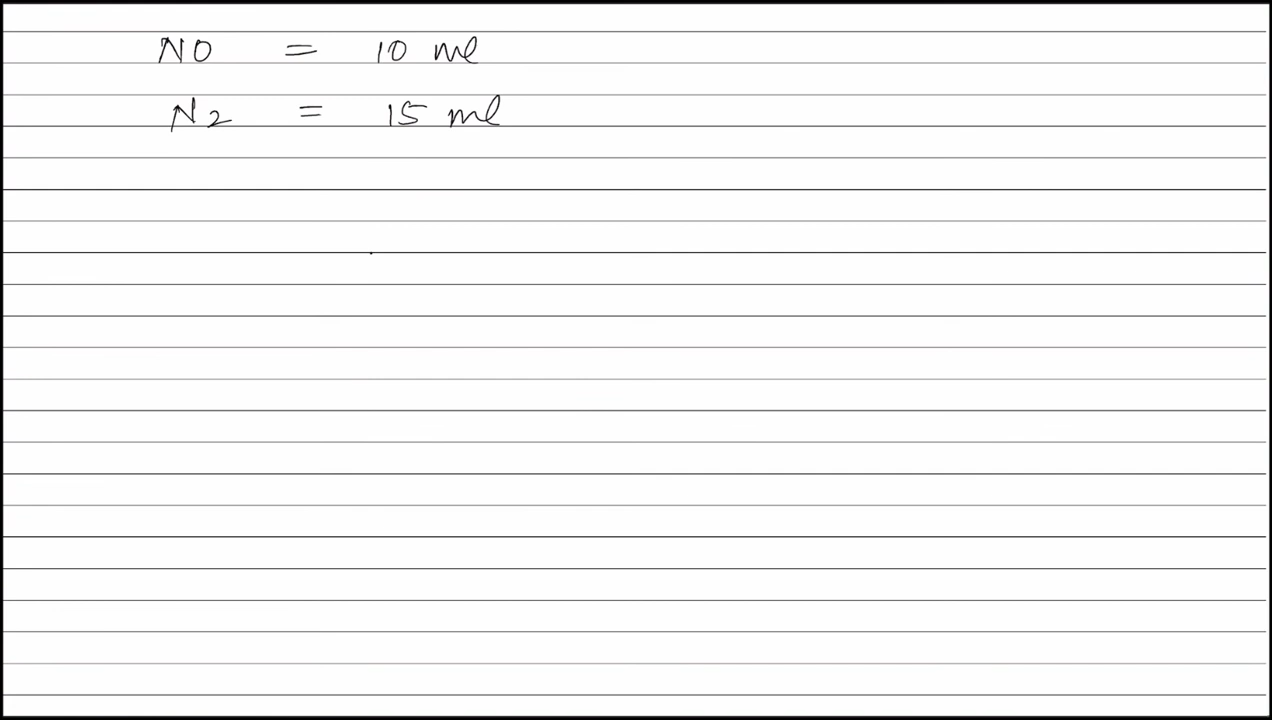 NO = 10 ml
N2 = 15 ml